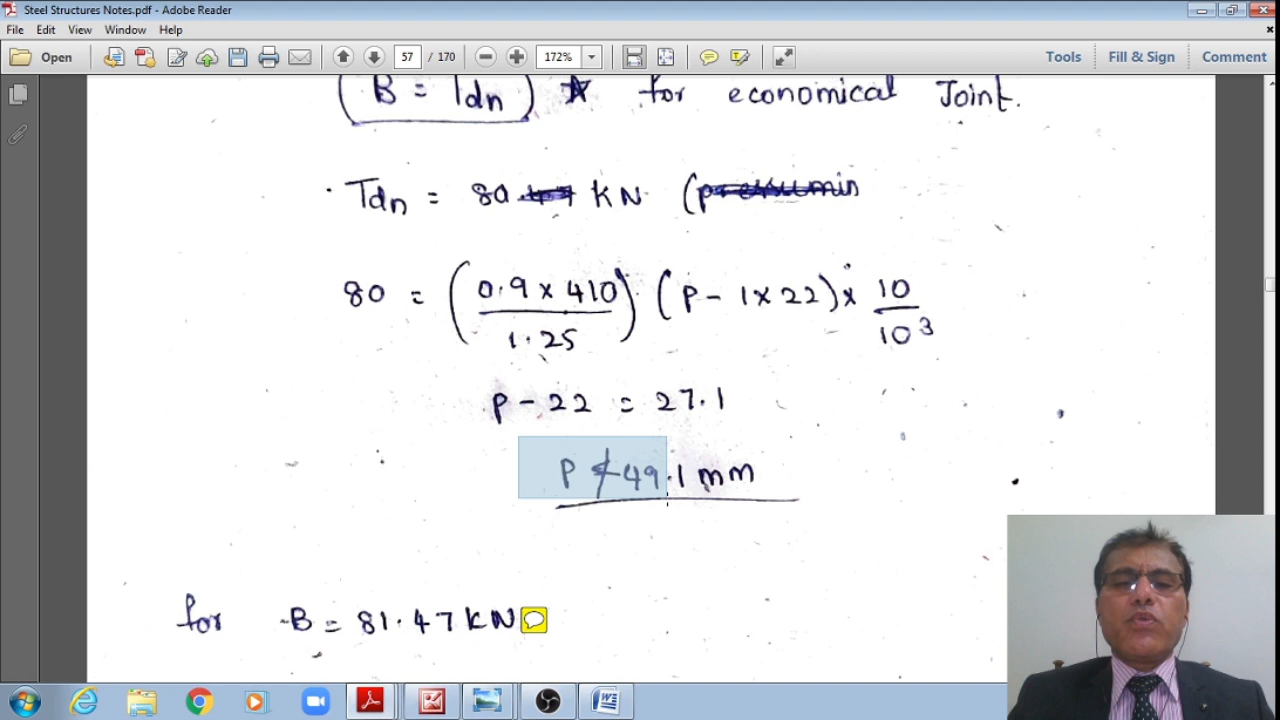 Steel Structures Notes.pdf - Adobe Reader
File Edit View Window Help
Open 57 / 170 172% Tools Fill & Sign Comment
(B = Tdn) ☆ for economical Joint.
Tdn = 80 KN (
80 = (0.9 x 410 / 1.25) (P - 1 x 22) x 10 / 10³
P - 22 = 27.1
P ≮ 49.1 mm
for B = 81.47 KN